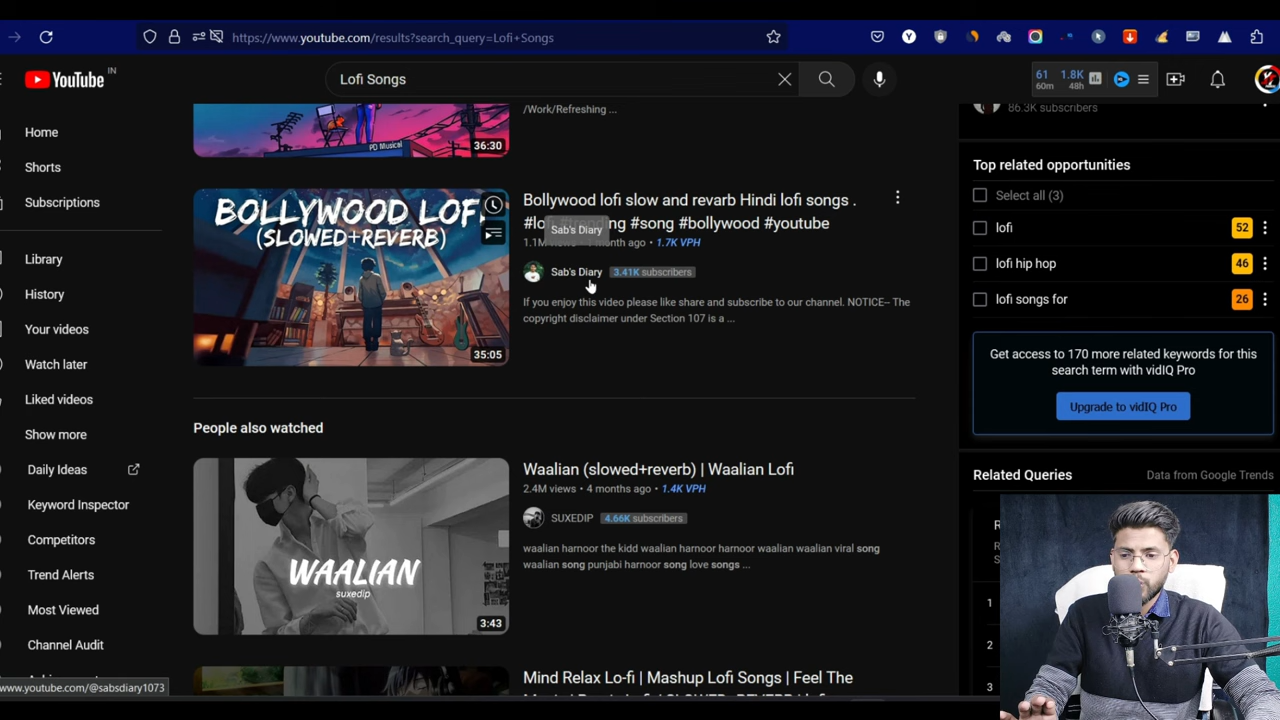 https://www.youtube.com/results?search_query=Lofi+Songs
YouTube IN
Lofi Songs
61 60m
1.8K 48h
Home
Shorts
Subscriptions
Library
History
Your videos
Watch later
Liked videos
Show more
Daily Ideas
Keyword Inspector
Competitors
Trend Alerts
Most Viewed
Channel Audit
www.youtube.com/@sabsdiary1073
PD Musical
36:30
/Work/Refreshing ...
BOLLYWOOD LOFI
(SLOWED+REVERB)
35:05
Bollywood lofi slow and revarb Hindi lofi songs .
#lofi #trending #song #bollywood #youtube
Sab's Diary
1.1M views • 1 month ago • 1.7K VPH
Sab's Diary 3.41K subscribers
If you enjoy this video please like share and subscribe to our channel. NOTICE-- The
copyright disclaimer under Section 107 is a ...
People also watched
WAALIAN
suxedip
3:43
Waalian (slowed+reverb) | Waalian Lofi
2.4M views • 4 months ago • 1.4K VPH
SUXEDIP 4.66K subscribers
waalian harnoor the kidd waalian harnoor harnoor waalian waalian viral song
waalian song punjabi harnoor song love songs ...
Mind Relax Lo-fi | Mashup Lofi Songs | Feel The
86.3K subscribers
Top related opportunities
Select all (3)
lofi 52
lofi hip hop 46
lofi songs for 26
Get access to 170 more related keywords for this
search term with vidIQ Pro
Upgrade to vidIQ Pro
Related Queries Data from Google Trends
1
2
3